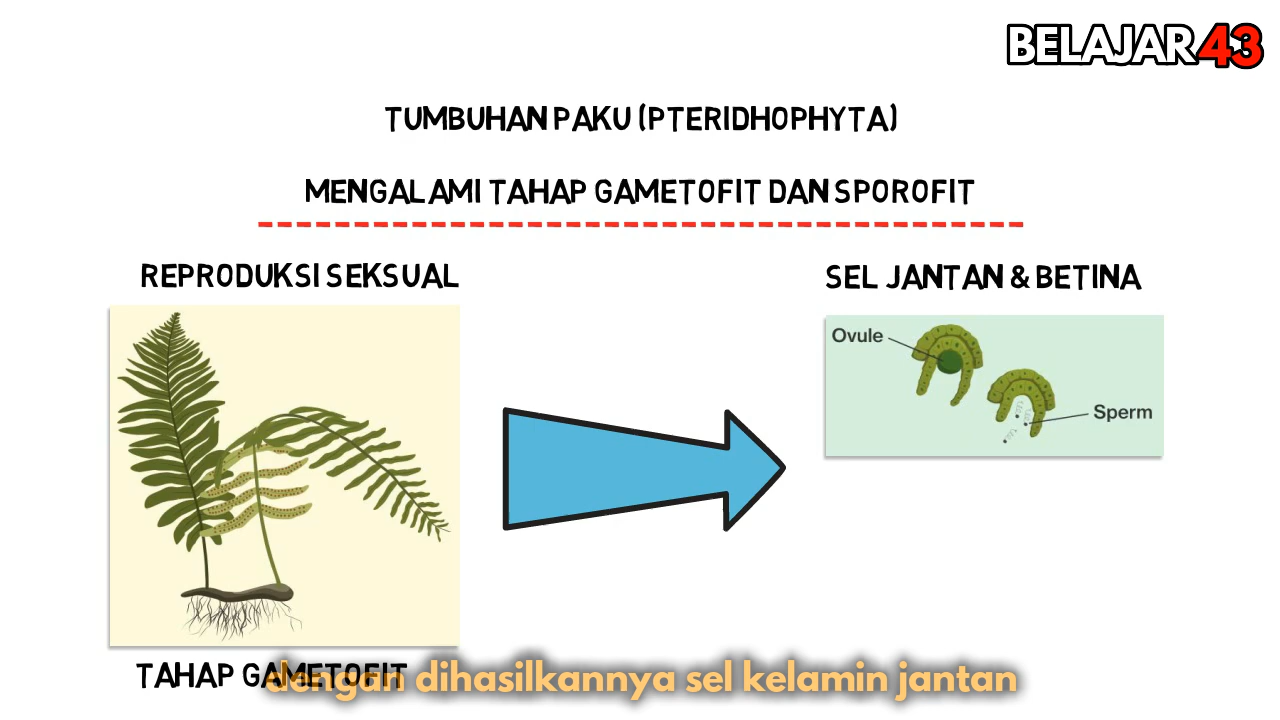 BELAJAR43
TUMBUHAN PAKU (PTERIDHOPHYTA)
MENGALAMI TAHAP GAMETOFIT DAN SPOROFIT
REPRODUKSI SEKSUAL
SEL JANTAN & BETINA
Ovule
Sperm
TAHAP GAMETOFIT
dengan dihasilkannya sel kelamin jantan